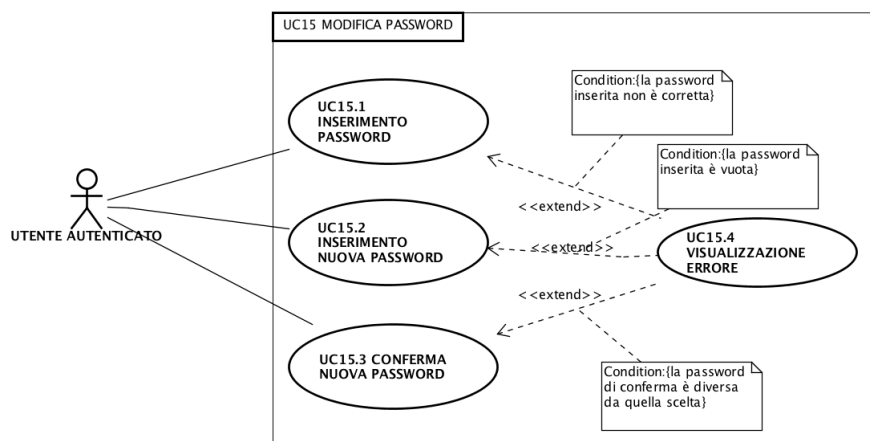 UC15 MODIFICA PASSWORD
Condition:{la password
inserita non è corretta}
UC15.1
INSERIMENTO
PASSWORD
Condition:{la password
inserita è vuota}
<<extend>>
UTENTE AUTENTICATO
UC15.2
INSERIMENTO
NUOVA PASSWORD
<<extend>>
UC15.4
VISUALIZZAZIONE
ERRORE
<<extend>>
UC15.3 CONFERMA
NUOVA PASSWORD
Condition:{la password
di conferma è diversa
da quella scelta}